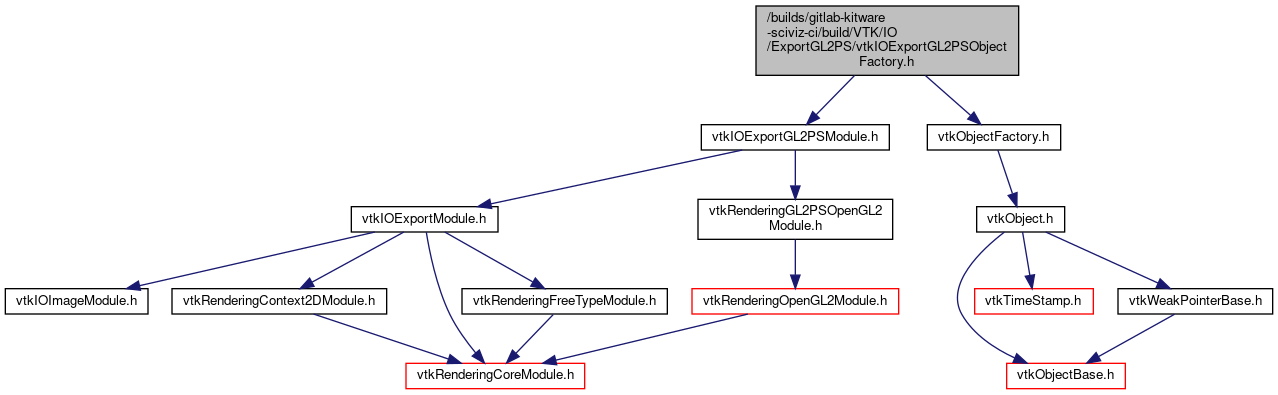 /builds/gitlab-kitware
-sciviz-ci/build/VTK/IO
/ExportGL2PS/vtkIOExportGL2PSObject
Factory.h
vtkIOExportGL2PSModule.h
vtkObjectFactory.h
vtkIOExportModule.h
vtkRenderingGL2PSOpenGL2
Module.h
vtkObject.h
vtkIOImageModule.h
vtkRenderingContext2DModule.h
vtkRenderingFreeTypeModule.h
vtkRenderingOpenGL2Module.h
vtkTimeStamp.h
vtkWeakPointerBase.h
vtkRenderingCoreModule.h
vtkObjectBase.h